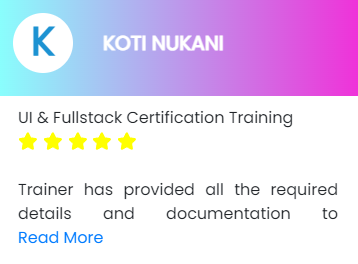 K
KOTI NUKANI
UI & Fullstack Certification Training
Trainer has provided all the required
details and documentation to
Read More